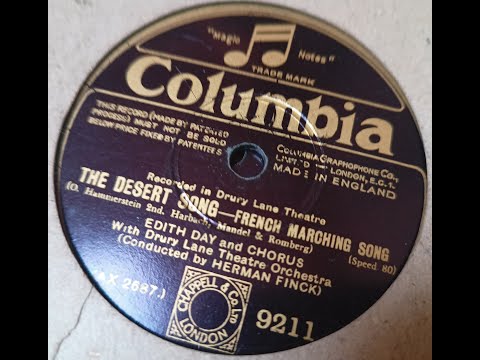 "Magic Notes"
TRADE MARK
Columbia
THIS RECORD (MADE BY PATENTED
PROCESS) MUST NOT BE SOLD
BELOW PRICE FIXED BY PATENTEES
COLUMBIA GRAPHOPHONE CO.,
LIMITED LONDON, E.C. 1.
MADE IN ENGLAND
Recorded in Drury Lane Theatre
THE DESERT SONG—FRENCH MARCHING SONG
(O. Hammerstein 2nd. Harbach, Mandel & Romberg)
(Speed 80)
EDITH DAY and CHORUS
With Drury Lane Theatre Orchestra
(Conducted by HERMAN FINCK)
AX 2687.)
CHAPPELL & CO LTD
LONDON
9211